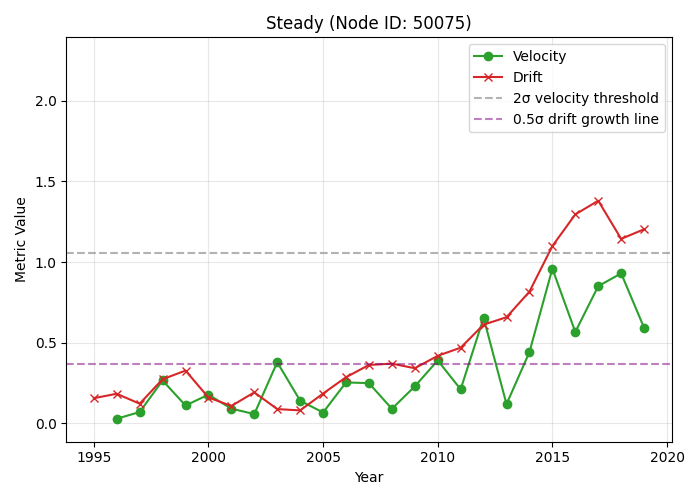 Steady (Node ID: 50075)
Velocity
Drift
2σ velocity threshold
0.5σ drift growth line
Metric Value
2.0
1.5
1.0
0.5
0.0
1995 2000 2005 2010 2015 2020
Year